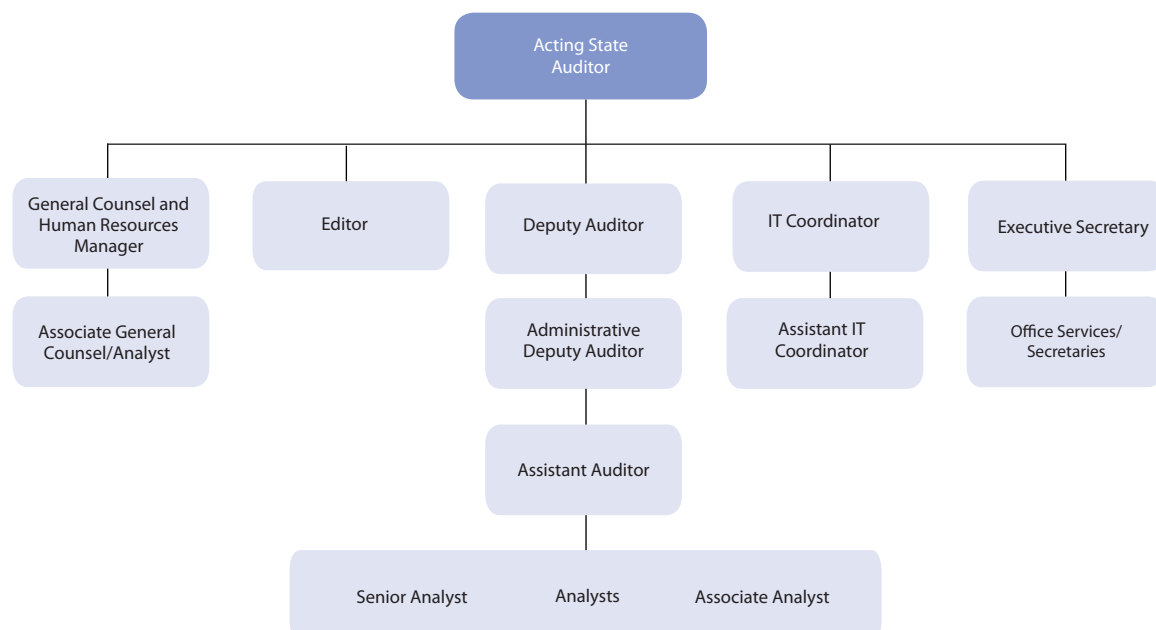 Acting State
Auditor
General Counsel and
Human Resources
Manager
Editor
Deputy Auditor
IT Coordinator
Executive Secretary
Associate General
Counsel/Analyst
Administrative
Deputy Auditor
Assistant IT
Coordinator
Office Services/
Secretaries
Assistant Auditor
Senior Analyst
Analysts
Associate Analyst